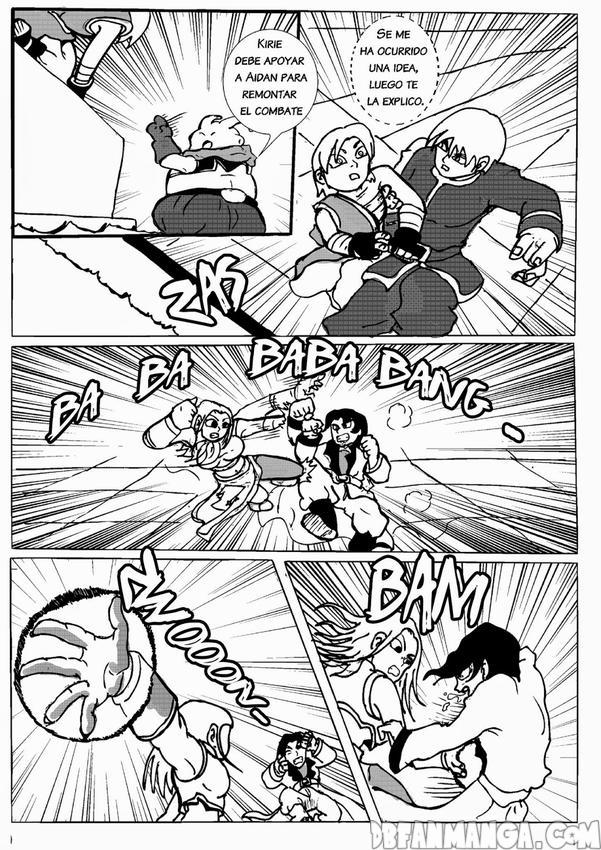 KIRIE
DEBE APOYAR
A AIDAN PARA
REMONTAR
EL COMBATE
SE ME
HA OCURRIDO
UNA IDEA,
LUEGO TE
LA EXPLICO.
ZAS
BA BA BABA BANG
ZWOOOON-
BAM
DBFANMANGA.COM